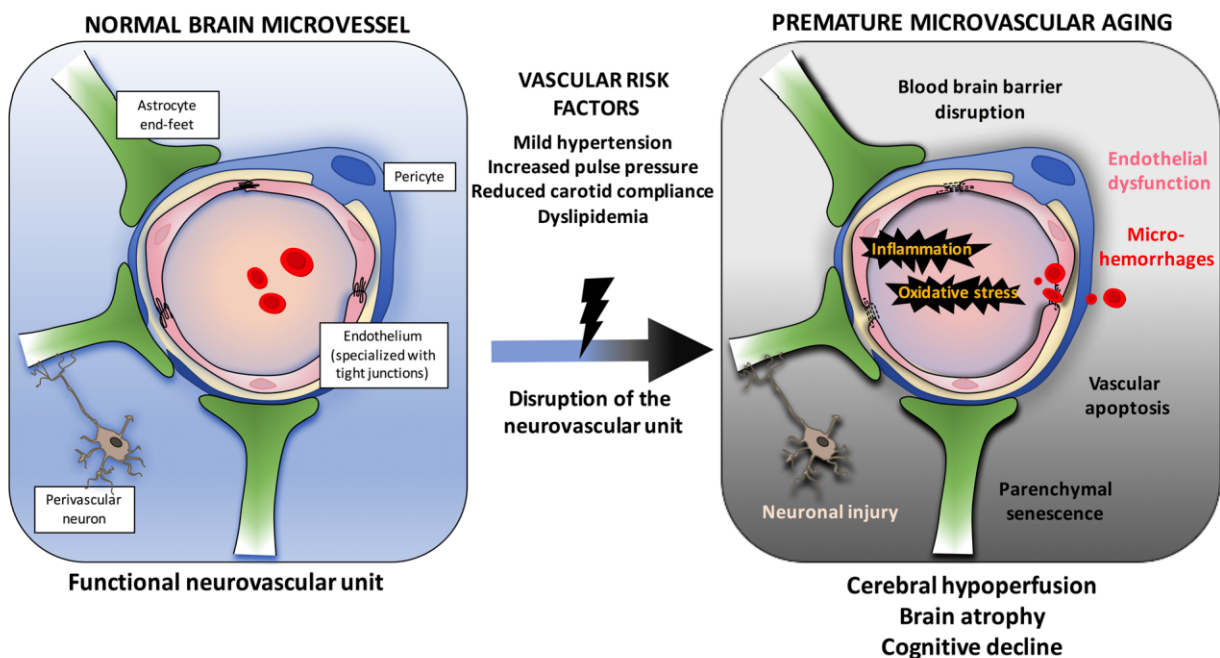 NORMAL BRAIN MICROVESSEL
Astrocyte
end-feet
Pericyte
Endothelium
(specialized with
tight junctions)
Perivascular
neuron
Functional neurovascular unit
VASCULAR RISK
FACTORS
Mild hypertension
Increased pulse pressure
Reduced carotid compliance
Dyslipidemia
Disruption of the
neurovascular unit
PREMATURE MICROVASCULAR AGING
Blood brain barrier
disruption
Endothelial
dysfunction
Micro-
hemorrhages
Inflammation
Oxidative stress
Vascular
apoptosis
Parenchymal
senescence
Neuronal injury
Cerebral hypoperfusion
Brain atrophy
Cognitive decline